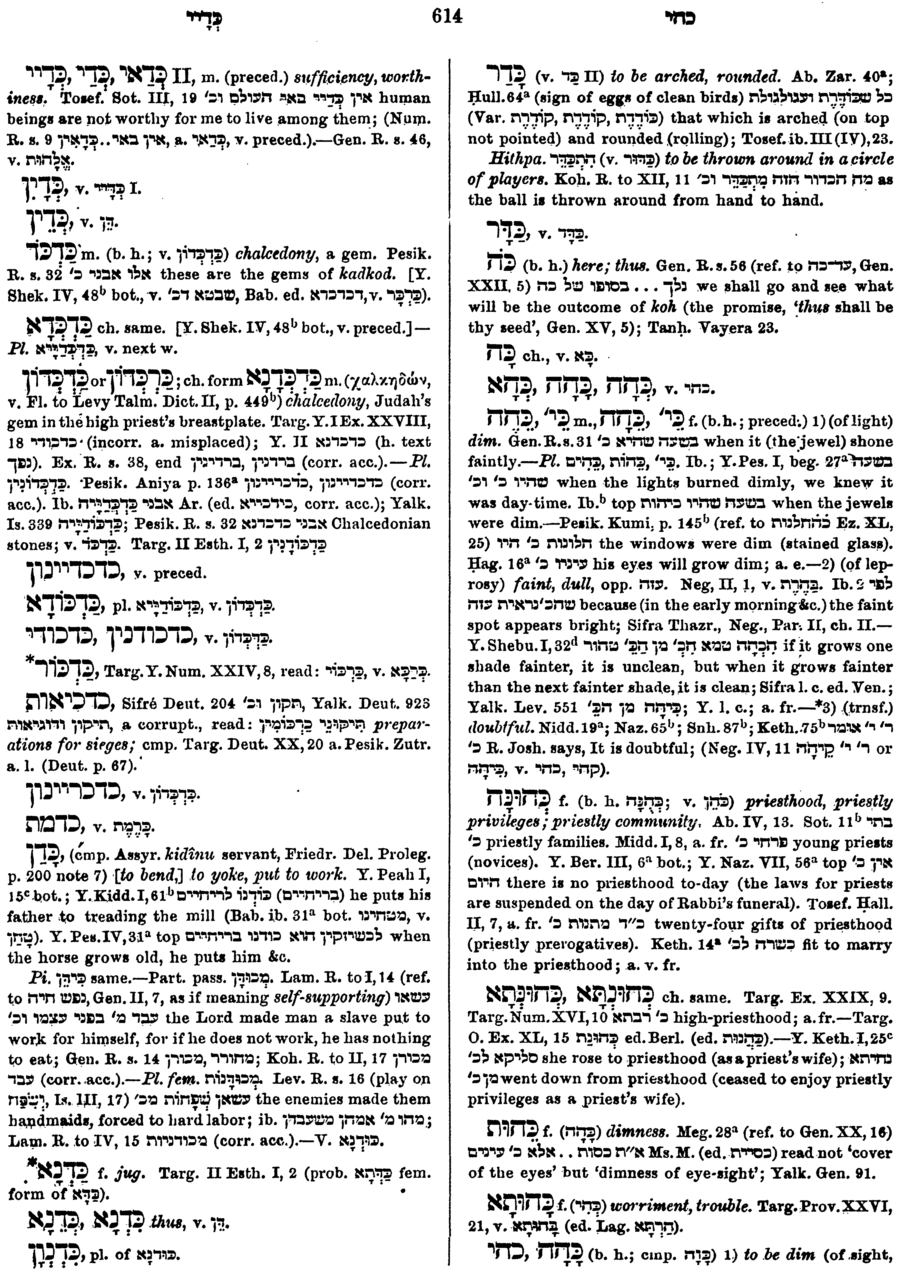 כְּדָיֵי 614 כהי
כְּדָאִי, כְּדַי, כְּדָיֵי II, m. (preced.) sufficiency, worth-
iness. Tosef. Sot. III, 19 אין כְּדָיֵי באי העולם וכ' human
beings are not worthy for me to live among them; (Num.
R. s. 9 אין באי..כְּדָאִין, a. כְּדָאִי, v. preced.).—Gen. R. s. 46,
v. אֱלָהוּת.
כְּדָיִן, v. כְּדָיֵי I.
כְּדֵין, v. דֵּן.
כַּדְכֹּד m. (b. h.; v. כַּדְכְּדוֹן) chalcedony, a gem. Pesik.
R. s. 32 אלו אבני כ' these are the gems of kadkod. [Y.
Shek. IV, 48b bot., v. שבטא דכ', Bab. ed. דכרכרא, v. כַּרְכָּר).
כַּדְכְּדָא ch. same. [Y. Shek. IV, 48b bot., v. preced.]—
Pl. כַּדְכְּדַיָּיא, v. next w.
כַּדְכְּדוֹן or כַּרְכְּדוֹן; ch. form כַּדְכְּדָנָא m. (χαλκηδών,
v. Fl. to Levy Talm. Dict. II, p. 449b) chalcedony, Judah's
gem in the high priest's breastplate. Targ. Y. I Ex. XXVIII,
18 כדכודי (incorr. a. misplaced); Y. II כדכדנא (h. text
נפך). Ex. R. s. 38, end ברדנין, ברדינין (corr. acc.).—Pl.
כַּדְכְּדוֹנִין. Pesik. Aniya p. 136a כדכדיינון, כדכריינון (corr.
acc.). Ib. אבני כַּדְכְּדוֹנַיָּיה Ar. (ed. כידכייא, corr. acc.); Yalk.
Is. 339 כַּדְכּוֹדַיָּיה; Pesik. R. s. 32 אבני כדכדנא Chalcedonian
stones; v. כַּדְכֹּד. Targ. II Esth. I, 2 כַּדְכּוֹדָנִין
כדכדיינון, v. preced.
כַּדְכּוֹדָא, pl. כַּדְכּוֹדַיָּיא, v. כַּדְכְּדוֹן.
כדכודנין, כדכודי, v. כַּדְכְּדוֹן.
*כַּדְכּוֹר, Targ. Y. Num. XXIV, 8, read: כַּרְכּוֹי, v. כְּרַכָּא.
כדכיאות, Sifré Deut. 204 תקון וכ', Yalk. Deut. 923
תיקון ודוגיאות, a corrupt., read: תִּיקּוּנֵי כַּרְכּוֹמִין prepar-
ations for sieges; cmp. Targ. Deut. XX, 20 a. Pesik. Zutr.
a. l. (Deut. p. 67).
כדכריינון, v. כַּדְכְּדוֹן.
כדמת, v. כָּרֶמֶת.
כָּדַן, (cmp. Assyr. kidînu servant, Friedr. Del. Proleg.
p. 200 note 7) [to bend,] to yoke, put to work. Y. Peah I,
15c bot.; Y. Kidd. I, 61b כּוֹדְנוֹ לריחיים (בריחיים) he puts his
father to treading the mill (Bab. ib. 31a bot. מטחינו, v.
טָחַן). Y. Pes. IV, 31a top לכשיזקין הוא כודנו בריחיים when
the horse grows old, he puts him &c.
Pi. כִּידֵּן same.—Part. pass. מְכוּדָּן. Lam. R. to I, 14 (ref.
to נפש חיה, Gen. II, 7, as if meaning self-supporting) עשאו
עבד מ' בפני עצמו וכ' the Lord made man a slave put to
work for himself, for if he does not work, he has nothing
to eat; Gen. R. s. 14 מהורר, מכורן; Koh. R. to II, 17 מכורן
עבד (corr. acc.).—Pl. fem. מְכוּדָּנוֹת. Lev. R. s. 16 (play on
וְשִׂפַּח, Is. III, 17) עשאן שְׁפָחוֹת מכ' the enemies made them
handmaids, forced to hard labor; ib. מהו מ' אמהן משעבדן;
Lam. R. to IV, 15 מכודניות (corr. acc.).—V. כּוּדְנָא.
*כַּדְנָא f. jug. Targ. II Esth. I, 2 (prob. כַּדְּתָא fem.
form of כַּדָּא).
כִּדְנָא, כְּדֵנָא thus, v. דֵּן.
כֻּדְנָוָן, pl. of כּוּדְנָא.
כָּדַר (v. כד II) to be arched, rounded. Ab. Zar. 40a;
Ḥull. 64a (sign of eggs of clean birds) כל שכודרת ועגולגולת
(Var. כּוֹדֶרֶת, קוֹדֶרֶת, קוֹדֶרֶת) that which is arched (on top
not pointed) and rounded (rolling); Tosef. ib. III (IV), 23.
Hithpa. הִתְכַּדֵּר (v. כַּדּוּר) to be thrown around in a circle
of players. Koh. R. to XII, 11 מה הכדור הזה מִתְכַּדֵּר וכ' as
the ball is thrown around from hand to hand.
כַּדָּר, v. כַּדָּד.
כֹּה (b. h.) here; thus. Gen. R. s. 56 (ref. to עד־כה, Gen.
XXII, 5) נלך ... בסופו של כה we shall go and see what
will be the outcome of koh (the promise, 'thus shall be
thy seed', Gen. XV, 5); Tanḥ. Vayera 23.
כָּה ch., v. כָּא.
כְּהָא, כָּהָה, כָּהָה, v. כהי.
כֵּהֶה, כֵּי' m., כֵּהָה, כֵּי' f. (b. h.; preced.) 1) (of light)
dim. Gen. R. s. 31 בשעה שהיא כ' when it (the jewel) shone
faintly.—Pl. כֵּהִים, כֵּהוֹת, כֵּי'. Ib.; Y. Pes. I, beg. 27a בשעה
שהיו כ' וכ' when the lights burned dimly, we knew it
was day-time. Ib.b top בשעה שהיו כיהות when the jewels
were dim.—Pesik. Kumi, p. 145b (ref. to כהחלנות Ez. XL,
25) חלונות כ' היו the windows were dim (stained glass).
Ḥag. 16a עיניו כ' his eyes will grow dim; a. e.—2) (of lep-
rosy) faint, dull, opp. עזה. Neg, II, 1, v. בַּהֶרֶת. Ib. 2 לפי
שהכ' נראית עזה because (in the early morning &c.) the faint
spot appears bright; Sifra Thazr., Neg., Par. II, ch. II.—
Y. Shebu. I, 32d הַכֵּהָה טמא הַכֵּ' מן הַכֵּ' טהור if it grows one
shade fainter, it is unclean, but when it grows fainter
than the next fainter shade, it is clean; Sifra l. c. ed. Ven.;
Yalk. Lev. 551 כֵּיהָה מן הכ'; Y. l. c.; a. fr.—*3) (trnsf.)
doubtful. Nidd. 19a; Naz. 65b; Snh. 87b; Keth. 75b ר' י' אומר
כ' R. Josh. says, It is doubtful; (Neg. IV, 11 ר' י' קֵיהָה or
כֵּיהָה, v. כהי, קהי).
כְּהוּנָּה f. (b. h. כְּהֻנָּה; v. כֹּהֵן) priesthood, priestly
privileges; priestly community. Ab. IV, 13. Sot. 11b בתי
כ' priestly families. Midd. I, 8, a. fr. פרחי כ' young priests
(novices). Y. Ber. III, 6a bot.; Y. Naz. VII, 56a top אין כ'
היום there is no priesthood to-day (the laws for priests
are suspended on the day of Rabbi's funeral). Tosef. Ḥall.
II, 7, a. fr. כ"ד מתנות כ' twenty-four gifts of priesthood
(priestly prerogatives). Keth. 14a כשרה לכ' fit to marry
into the priesthood; a. v. fr.
כְּהוּנְּתָא, כְּהוּנְתָּא ch. same. Targ. Ex. XXIX, 9.
Targ. Num. XVI, 10 כ' רבתא high-priesthood; a. fr.—Targ.
O. Ex. XL, 15 כְּהוּנַּת ed. Berl. (ed. כְּהֻנַּת).—Y. Keth. I, 25c
סליקא לכ' she rose to priesthood (as a priest's wife); נחתא
מן כ' went down from priesthood (ceased to enjoy priestly
privileges as a priest's wife).
כְּהוּת f. (כהה) dimness. Meg. 28a (ref. to Gen. XX, 16)
א"ת כסות .. אלא כ' עינים Ms. M. (ed. כסיית) read not 'cover
of the eyes' but 'dimness of eye-sight'; Yalk. Gen. 91.
כְּהוּתָא f. (כְּהֵי) worriment, trouble. Targ. Prov. XXVI,
21, v. בְּהוּתָא (ed. Lag. הִרְתָא).
כהי, כָּהָה (b. h.; cmp. כָּוָה) 1) to be dim (of sight,